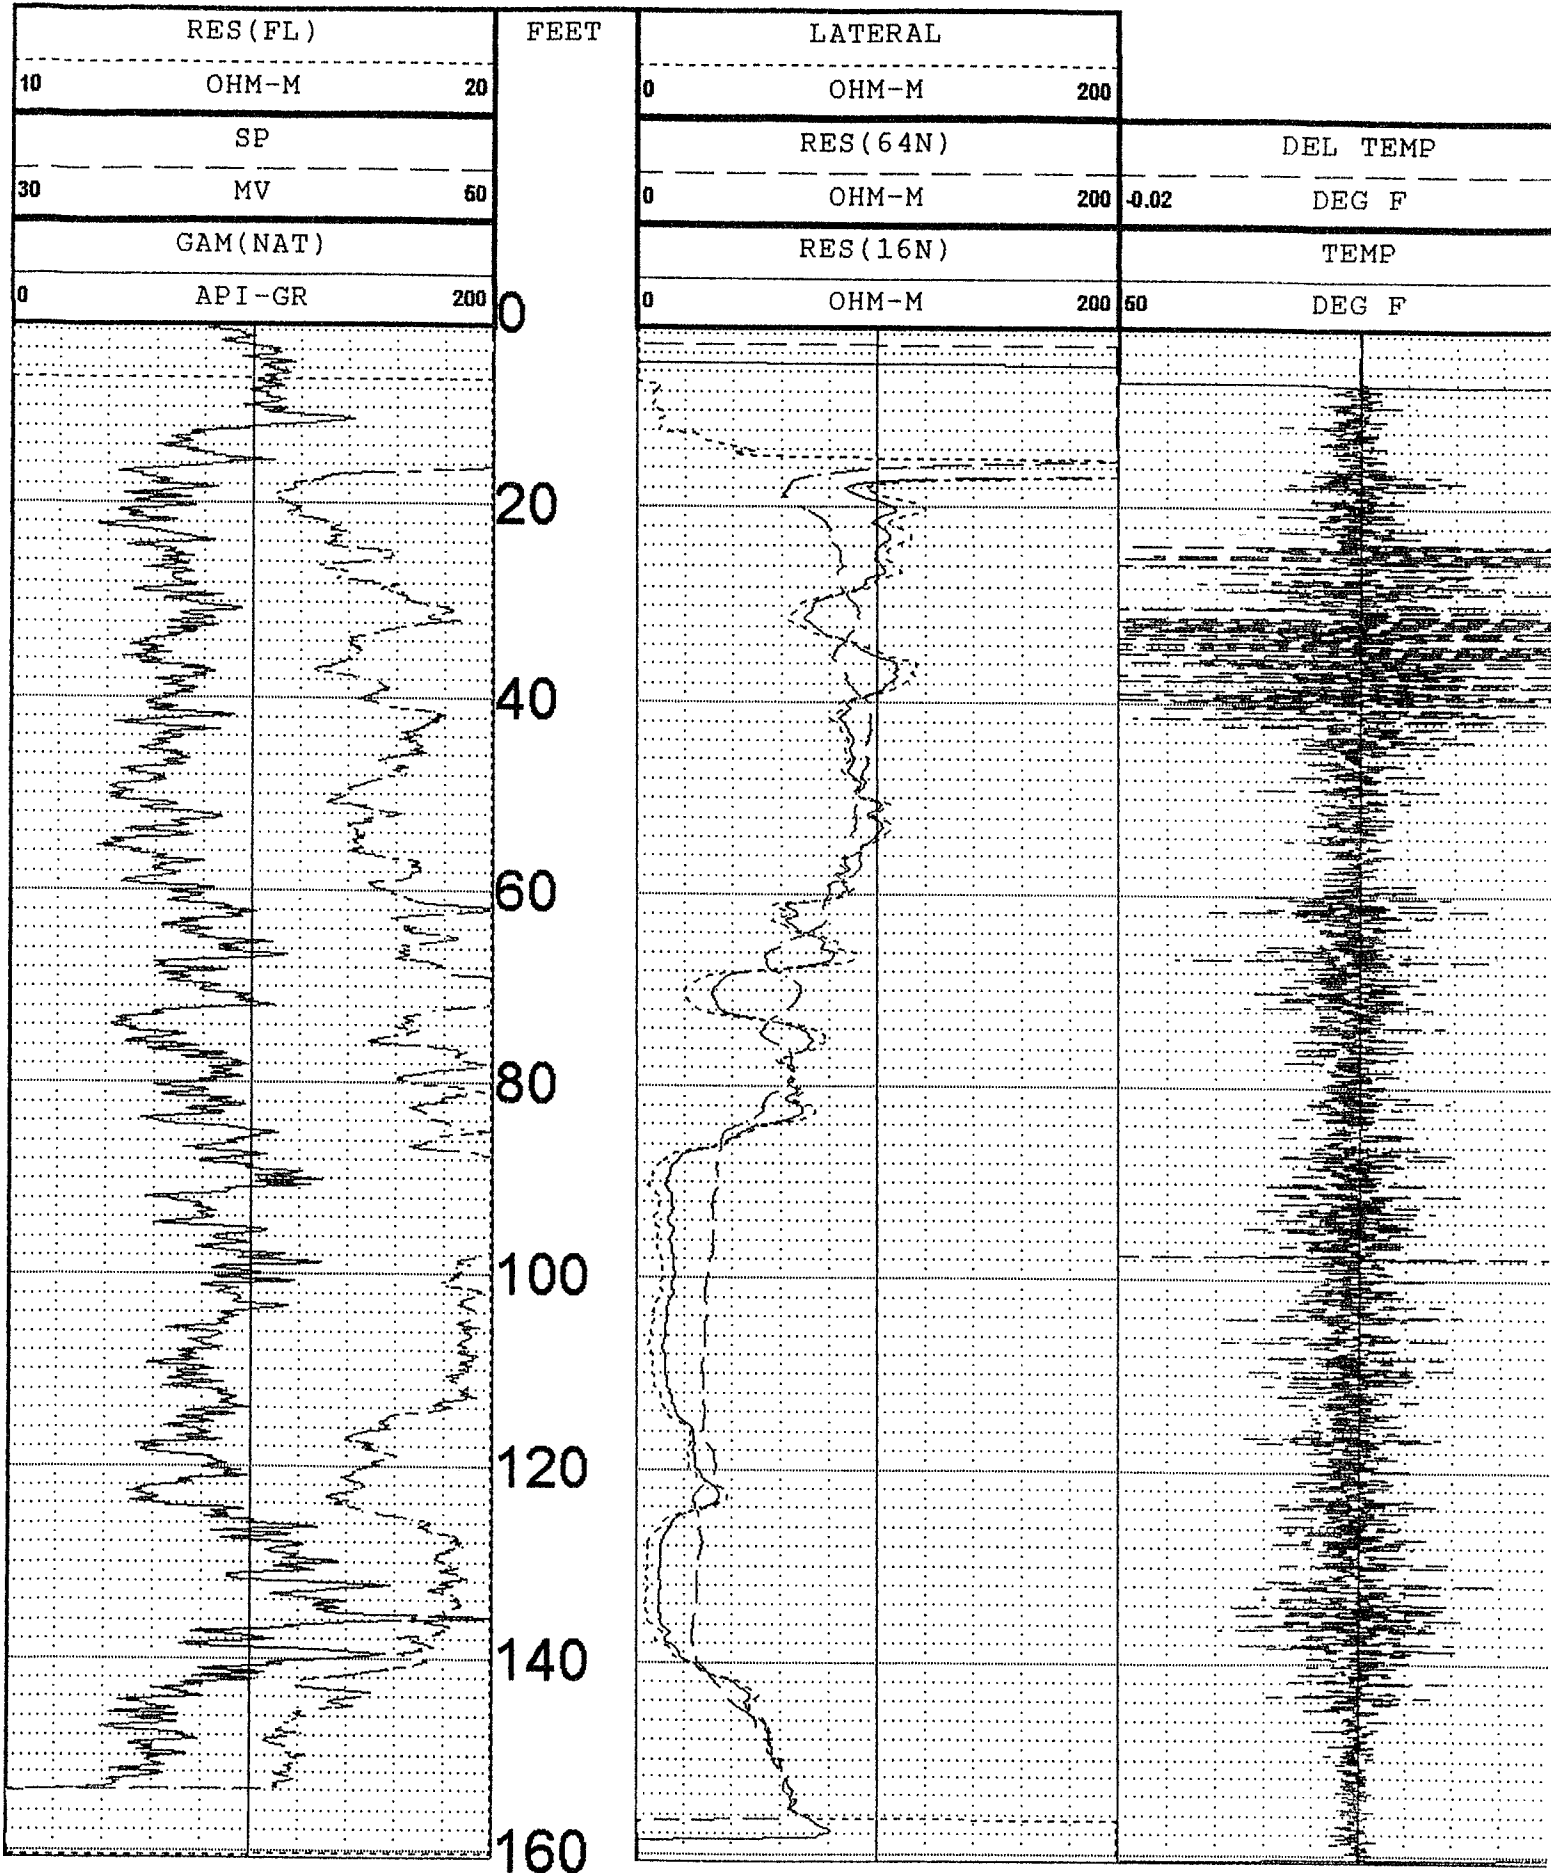 RES(FL) FEET LATERAL
10 OHM-M 20 0 OHM-M 200
SP RES(64N) DEL TEMP
30 MV 60 0 OHM-M 200 -0.02 DEG F
GAM(NAT) RES(16N) TEMP
0 API-GR 200 0 OHM-M 200 50 DEG F
0
20
40
60
80
100
120
140
160